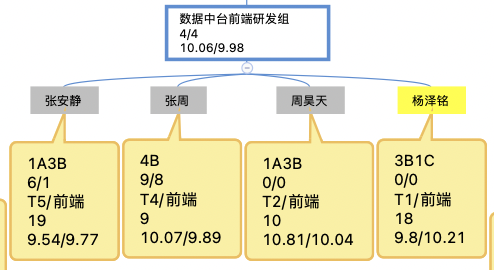 数据中台前端研发组
4/4
10.06/9.98
张安静
张周
周昊天
杨泽铭
1A3B
6/1
T5/前端
19
9.54/9.77
4B
9/8
T4/前端
9
10.07/9.89
1A3B
0/0
T2/前端
10
10.81/10.04
3B1C
0/0
T1/前端
18
9.8/10.21